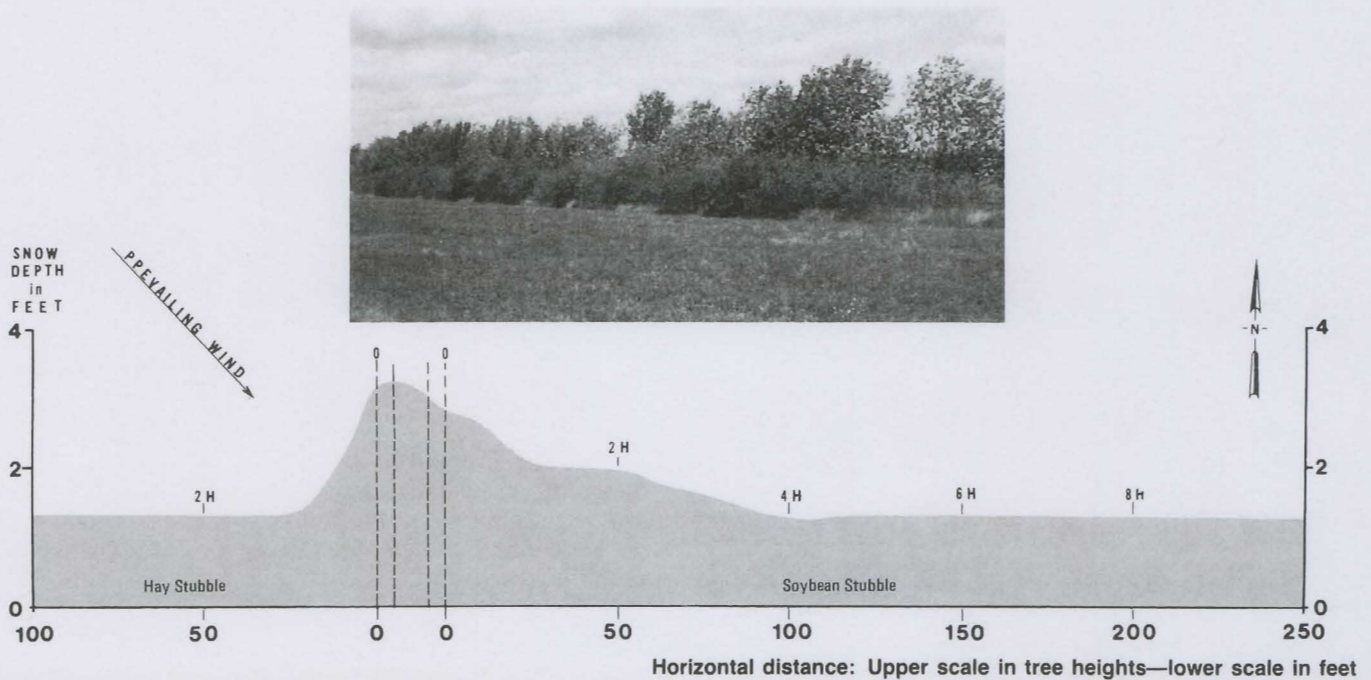 SNOW
DEPTH
in
FEET
PPEVAILING WIND
N
4
4
0
0
2 H
2
2
2 H
4 H
6 H
8 H
Hay Stubble
Soybean Stubble
0
0
100
50
0
0
50
100
150
200
250
Horizontal distance: Upper scale in tree heights—lower scale in feet